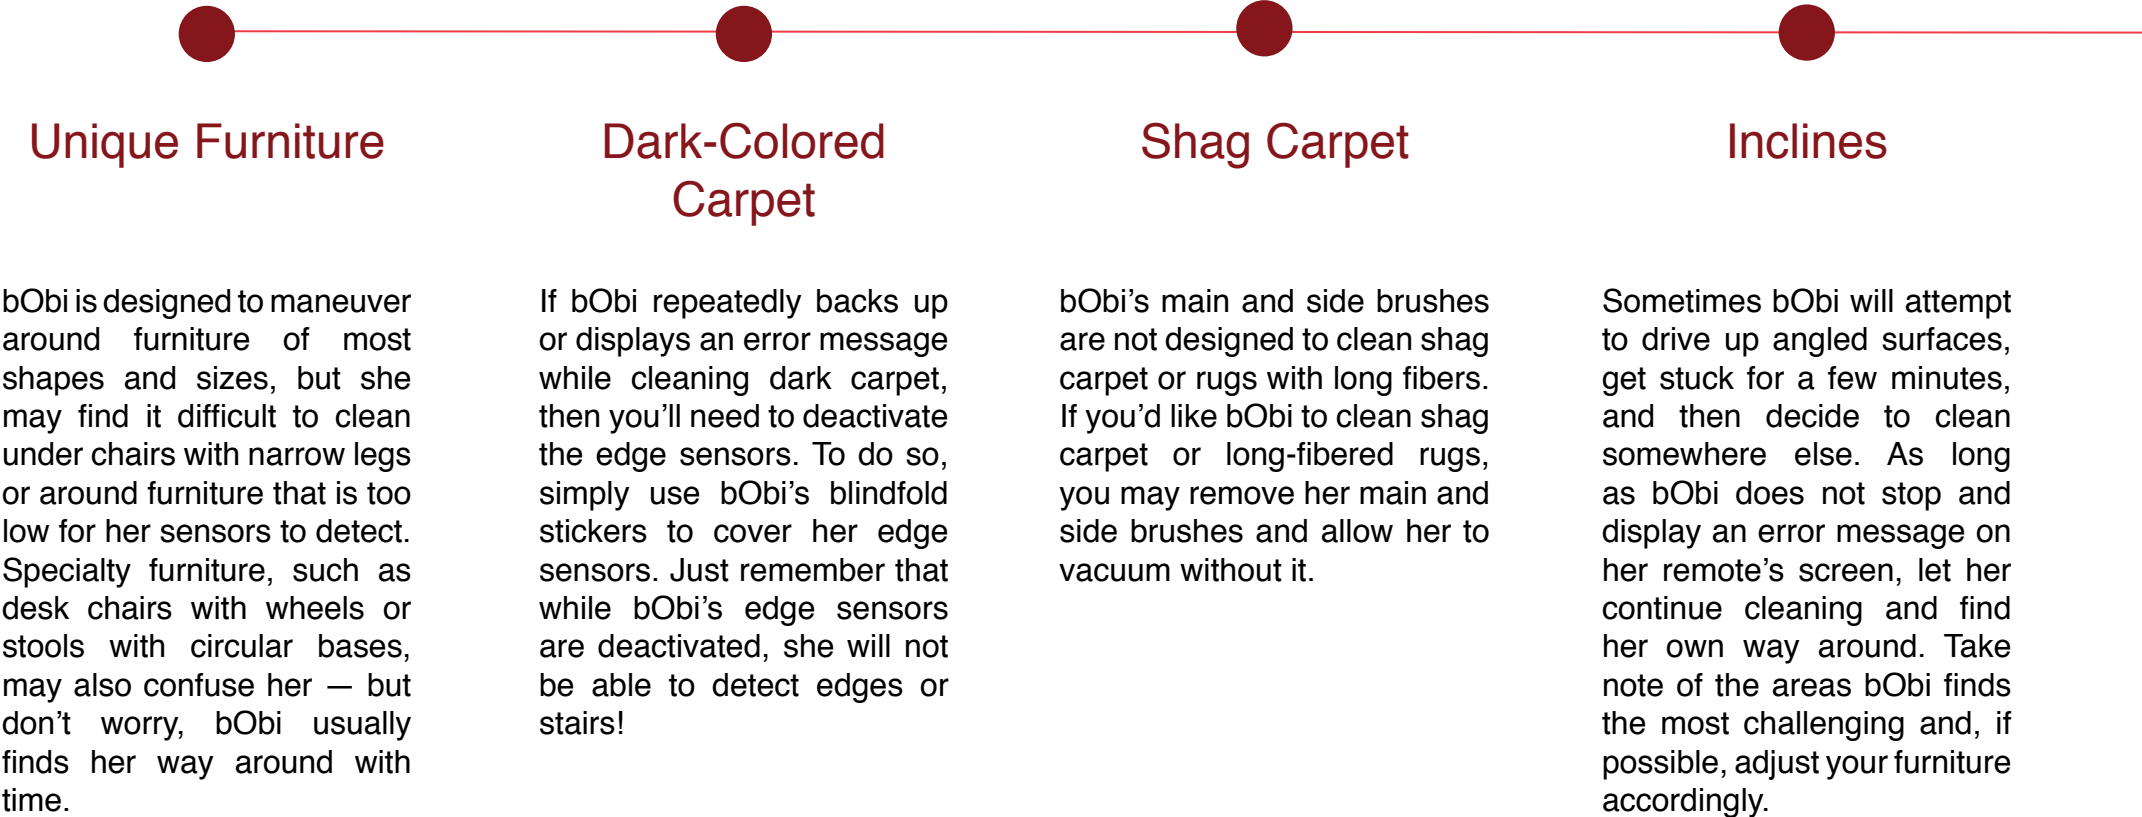 Unique Furniture
bObi is designed to maneuver
around furniture of most
shapes and sizes, but she
may find it difficult to clean
under chairs with narrow legs
or around furniture that is too
low for her sensors to detect.
Specialty furniture, such as
desk chairs with wheels or
stools with circular bases,
may also confuse her — but
don’t worry, bObi usually
finds her way around with
time.
Dark-Colored
Carpet
If bObi repeatedly backs up
or displays an error message
while cleaning dark carpet,
then you’ll need to deactivate
the edge sensors. To do so,
simply use bObi’s blindfold
stickers to cover her edge
sensors. Just remember that
while bObi’s edge sensors
are deactivated, she will not
be able to detect edges or
stairs!
Shag Carpet
bObi’s main and side brushes
are not designed to clean shag
carpet or rugs with long fibers.
If you’d like bObi to clean shag
carpet or long-fibered rugs,
you may remove her main and
side brushes and allow her to
vacuum without it.
Inclines
Sometimes bObi will attempt
to drive up angled surfaces,
get stuck for a few minutes,
and then decide to clean
somewhere else. As long
as bObi does not stop and
display an error message on
her remote’s screen, let her
continue cleaning and find
her own way around. Take
note of the areas bObi finds
the most challenging and, if
possible, adjust your furniture
accordingly.